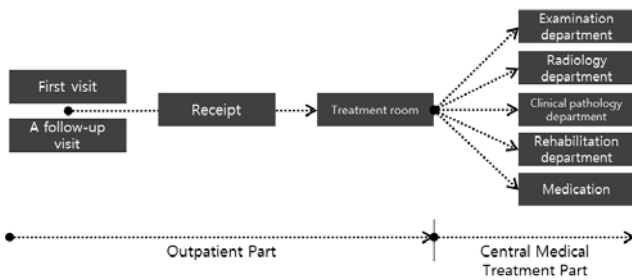 First visit
A follow-up
visit
Receipt
Treatment room
Examination
department
Radiology
department
Clinical pathology
department
Rehabilitation
department
Medication
Outpatient Part
Central Medical
Treatment Part